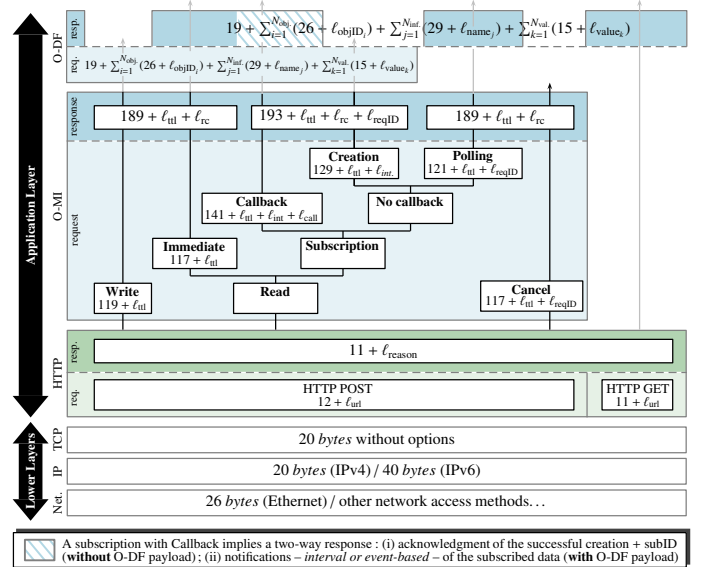 resp.
19 + ∑_{i=1}^{N_obj.}(26 + ℓ_objID_i) + ∑_{j=1}^{N_inf.}(29 + ℓ_name_j) + ∑_{k=1}^{N_val.}(15 + ℓ_value_k)
O-DF
req.
19 + ∑_{i=1}^{N_obj.}(26 + ℓ_objID_i) + ∑_{j=1}^{N_inf.}(29 + ℓ_name_j) + ∑_{k=1}^{N_val.}(15 + ℓ_value_k)
response
189 + ℓ_ttl + ℓ_rc
193 + ℓ_ttl + ℓ_rc + ℓ_reqID
189 + ℓ_ttl + ℓ_rc
Application Layer
O-MI
request
Creation
129 + ℓ_ttl + ℓ_int.
Polling
121 + ℓ_ttl + ℓ_reqID
Callback
141 + ℓ_ttl + ℓ_int + ℓ_call
No callback
Immediate
117 + ℓ_ttl
Subscription
Write
119 + ℓ_ttl
Read
Cancel
117 + ℓ_ttl + ℓ_reqID
HTTP
resp.
11 + ℓ_reason
req.
HTTP POST
12 + ℓ_url
HTTP GET
11 + ℓ_url
Lower Layers
TCP
20 bytes without options
IP
20 bytes (IPv4) / 40 bytes (IPv6)
Net.
26 bytes (Ethernet) / other network access methods…
A subscription with Callback implies a two-way response : (i) acknowledgment of the successful creation + subID
(without O-DF payload) ; (ii) notifications – interval or event-based – of the subscribed data (with O-DF payload)